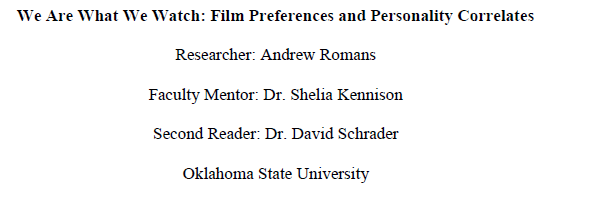 We Are What We Watch: Film Preferences and Personality Correlates
Researcher: Andrew Romans
Faculty Mentor: Dr. Shelia Kennison
Second Reader: Dr. David Schrader
Oklahoma State University